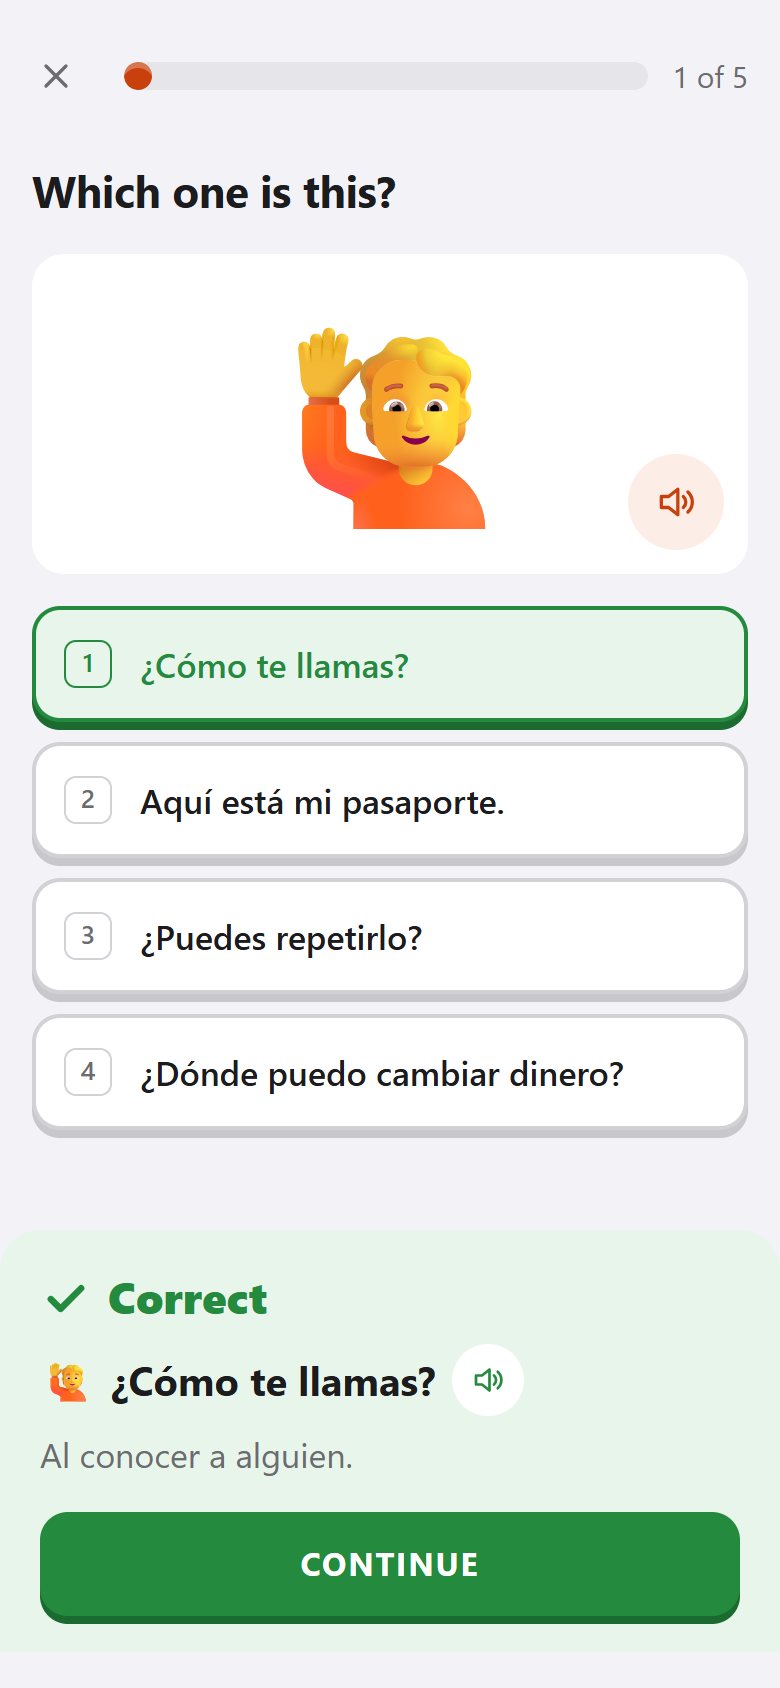 1 of 5
Which one is this?
1 ¿Cómo te llamas?
2 Aquí está mi pasaporte.
3 ¿Puedes repetirlo?
4 ¿Dónde puedo cambiar dinero?
Correct
¿Cómo te llamas?
Al conocer a alguien.
CONTINUE